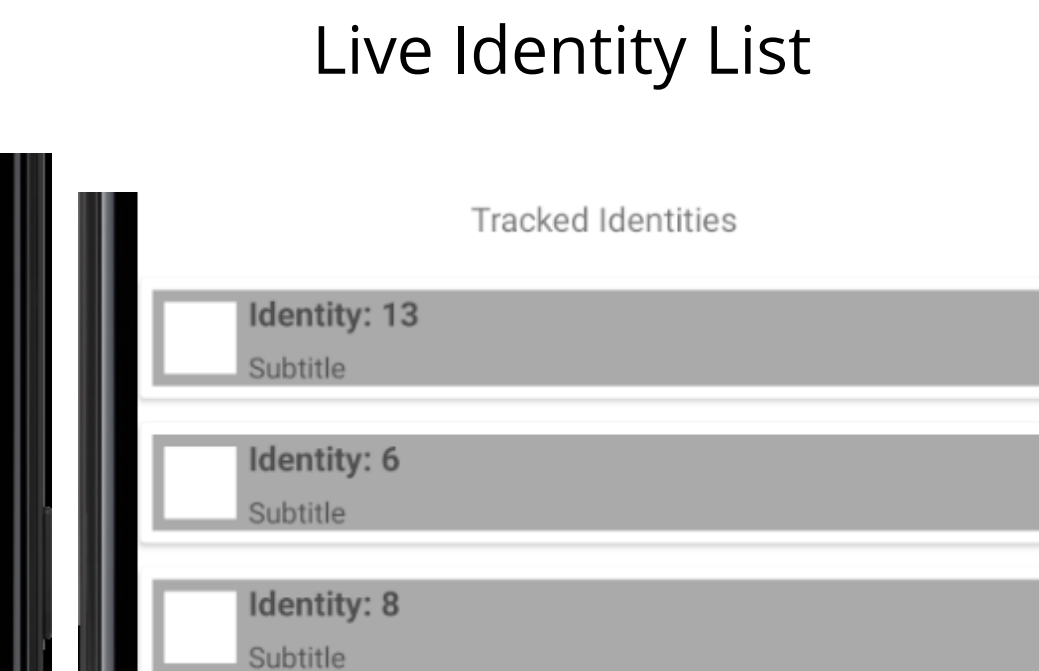 Live Identity List
Tracked Identities
Identity: 13
Subtitle
Identity: 6
Subtitle
Identity: 8
Subtitle